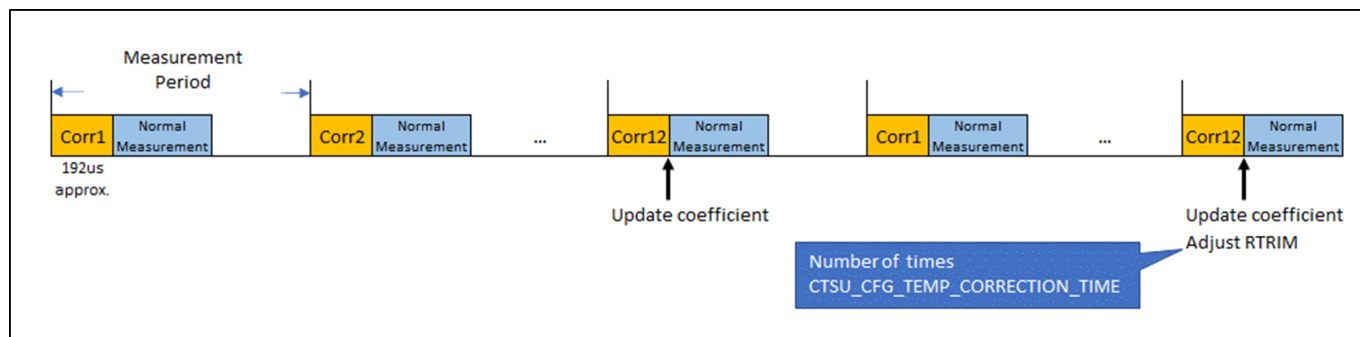 Measurement
Period
Corr1
Normal
Measurement
Corr2
Normal
Measurement
...
Corr12
Normal
Measurement
Corr1
Normal
Measurement
...
Corr12
Normal
Measurement
192us
approx.
Update coefficient
Update coefficient
Adjust RTRIM
Number of times
CTSU_CFG_TEMP_CORRECTION_TIME